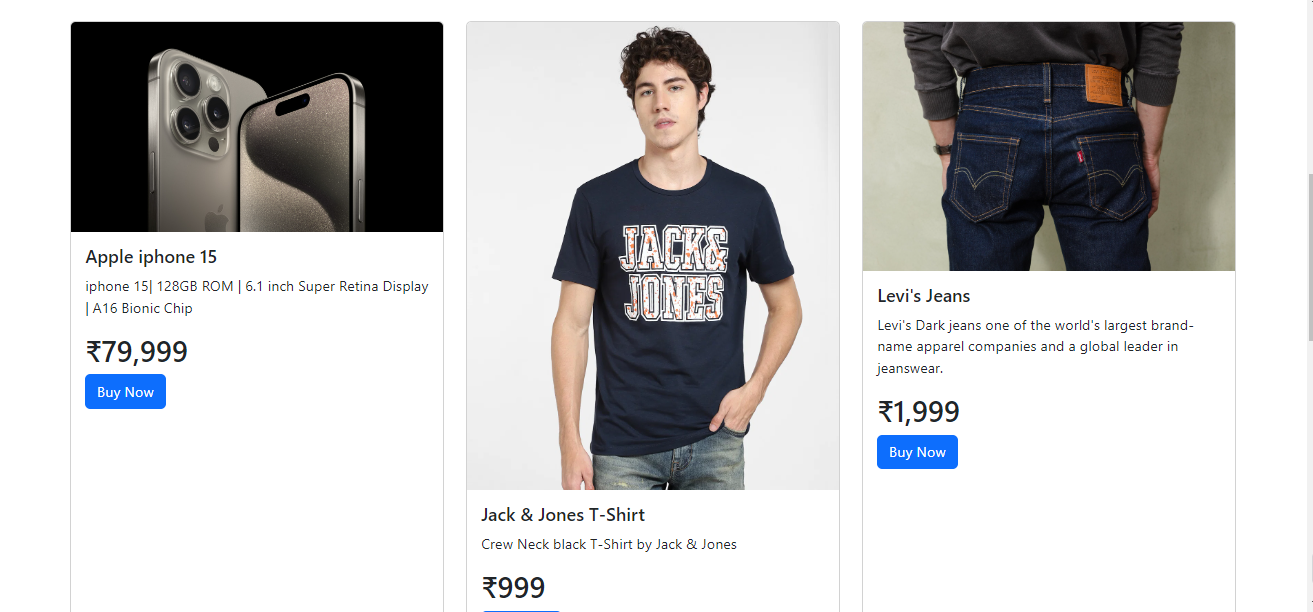 Apple iphone 15
iphone 15| 128GB ROM | 6.1 inch Super Retina Display
| A16 Bionic Chip
₹79,999
Buy Now
JACK&
JONES
Jack & Jones T-Shirt
Crew Neck black T-Shirt by Jack & Jones
₹999
Levi's Jeans
Levi's Dark jeans one of the world's largest brand-
name apparel companies and a global leader in
jeanswear.
₹1,999
Buy Now